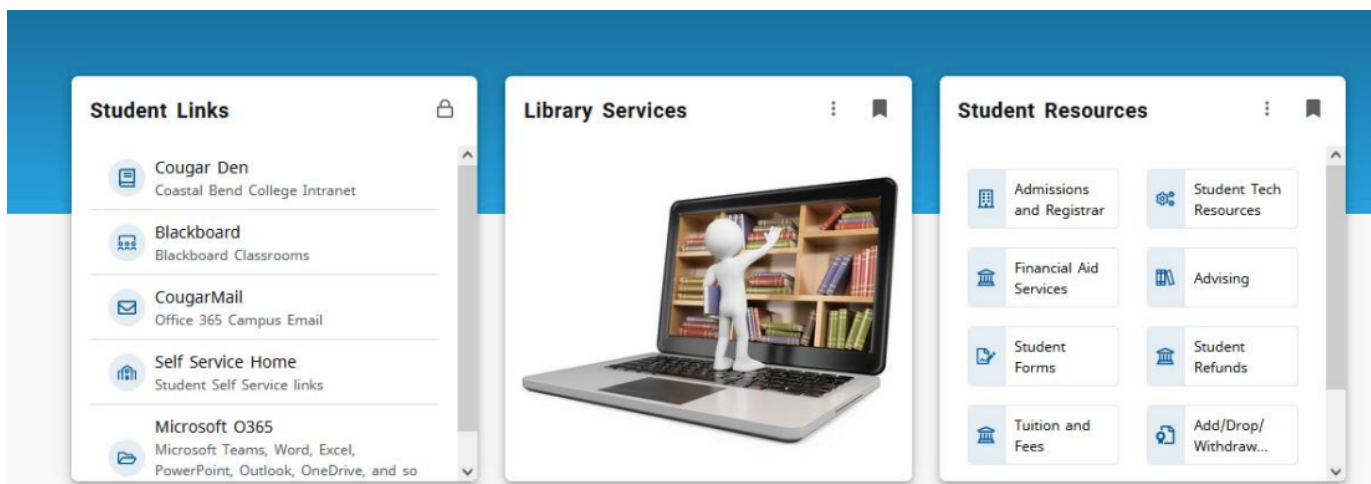 Student Links
Cougar Den
Coastal Bend College Intranet
Blackboard
Blackboard Classrooms
CougarMail
Office 365 Campus Email
Self Service Home
Student Self Service links
Microsoft O365
Microsoft Teams, Word, Excel,
PowerPoint, Outlook, OneDrive, and so
Library Services
Student Resources
Admissions
and Registrar
Student Tech
Resources
Financial Aid
Services
Advising
Student
Forms
Student
Refunds
Tuition and
Fees
Add/Drop/
Withdraw...